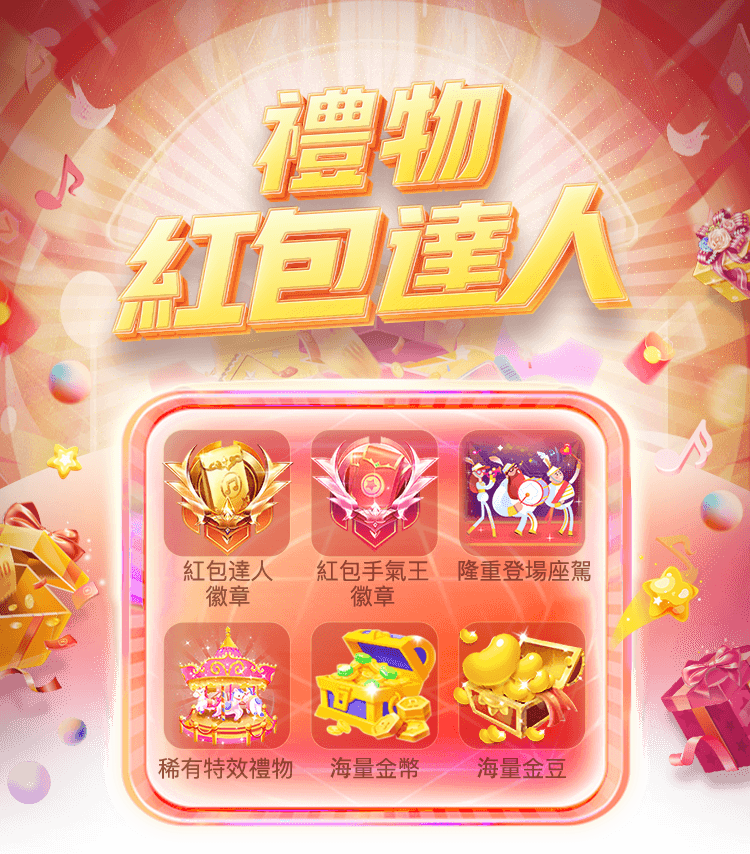 禮物
紅包達人
紅包達人
徽章
紅包手氣王
徽章
隆重登場座駕
稀有特效禮物
海量金幣
海量金豆